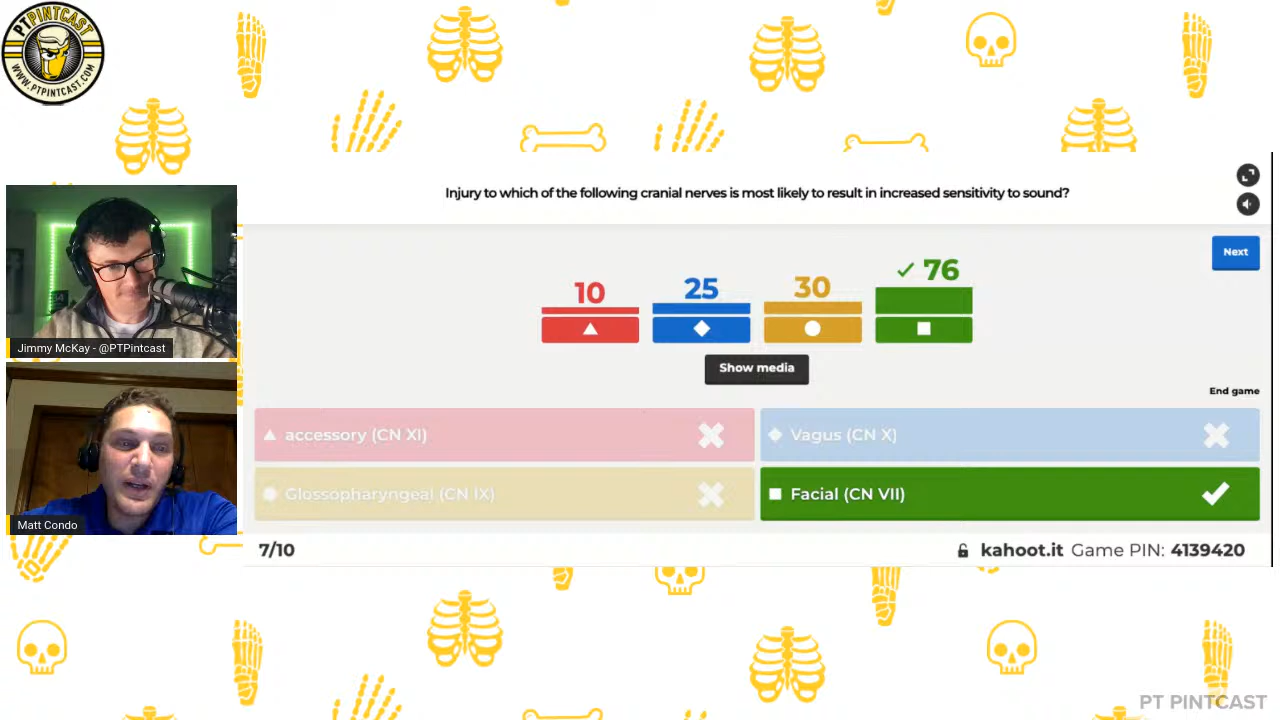 PTPINTCAST
WWW.PTPINTCAST.COM
Injury to which of the following cranial nerves is most likely to result in increased sensitivity to sound?
Next
10
25
30
76
Show media
End game
accessory (CN XI)
Vagus (CN X)
Glossopharyngeal (CN IX)
Facial (CN VII)
7/10
kahoot.it Game PIN: 4139420
Jimmy McKay - @PTPintcast
Matt Condo
PT PINTCAST